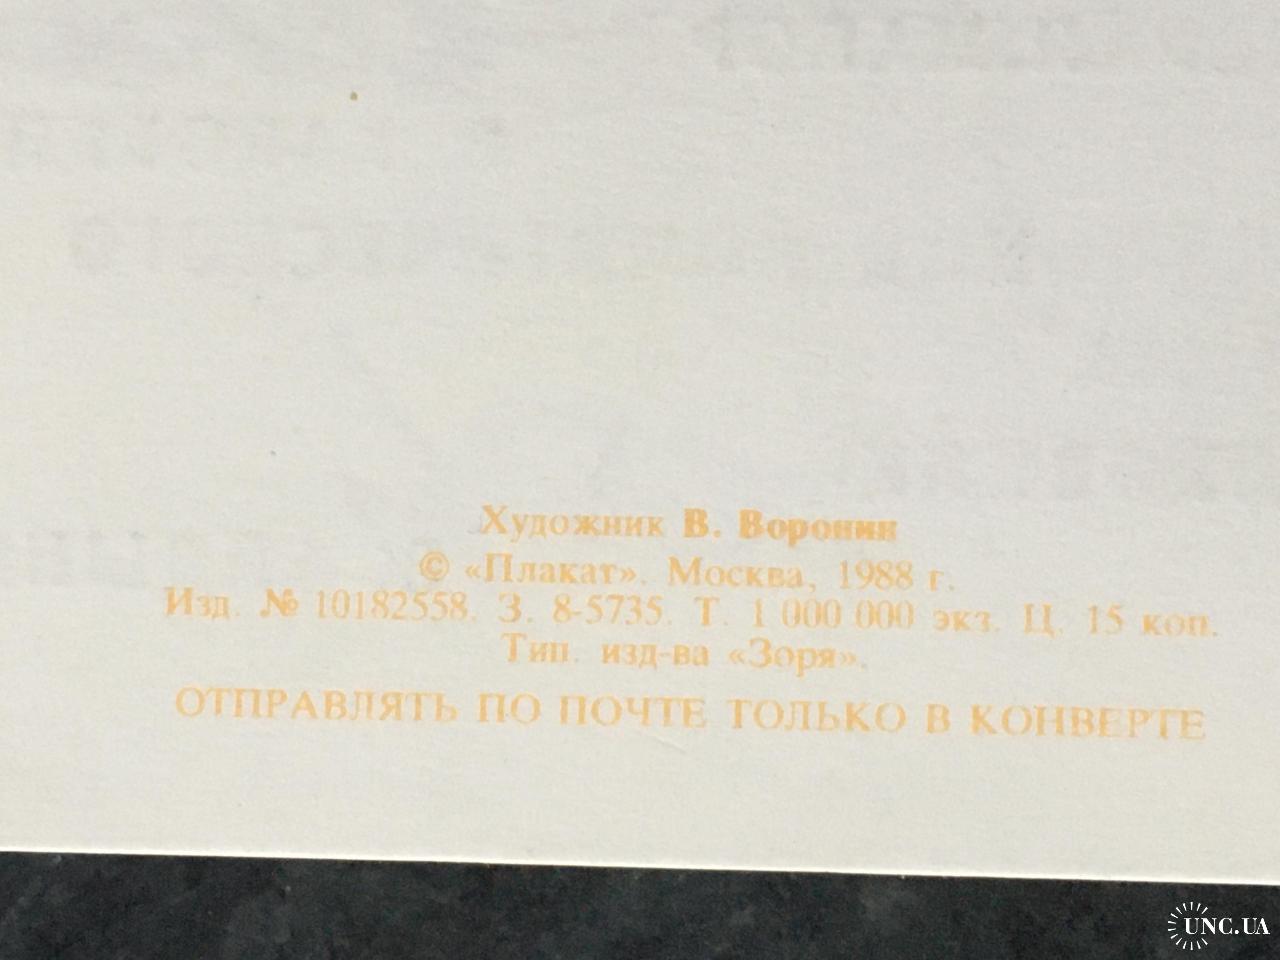 Художник В. Воронин
© «Плакат». Москва, 1988 г.
Изд. № 10182558. З. 8-5735. Т. 1 000 000 экз. Ц. 15 коп.
Тип. изд-ва «Зоря».
ОТПРАВЛЯТЬ ПО ПОЧТЕ ТОЛЬКО В КОНВЕРТЕ
UNC.UA